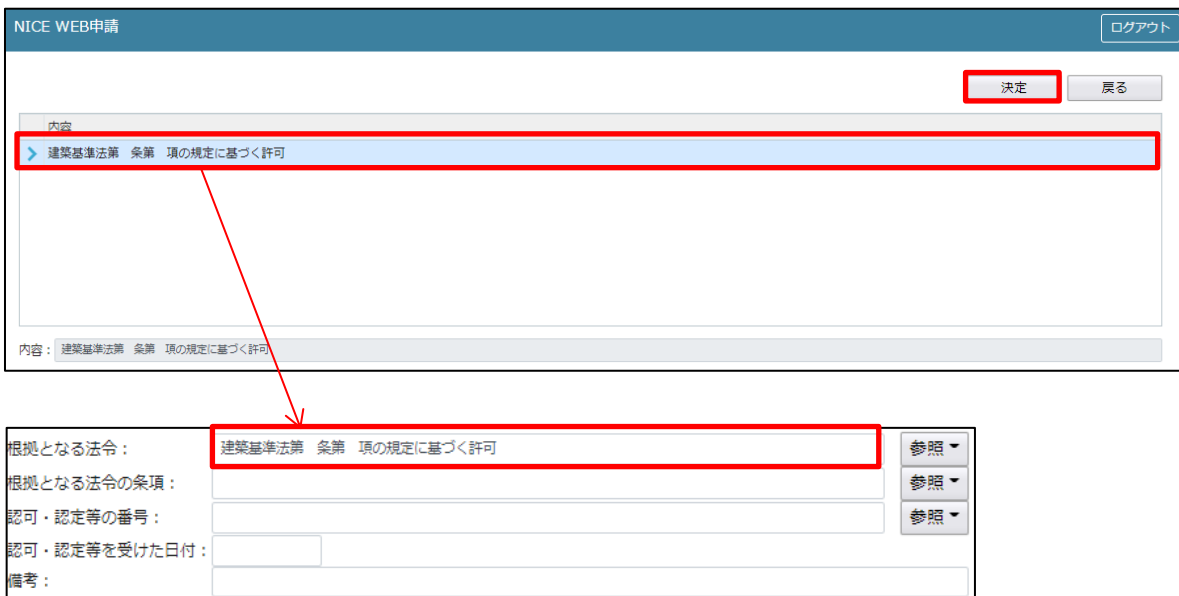 NICE WEB申請 ログアウト
決定 戻る
内容
建築基準法第　条第　項の規定に基づく許可
内容： 建築基準法第　条第　項の規定に基づく許可
根拠となる法令： 建築基準法第　条第　項の規定に基づく許可 参照
根拠となる法令の条項： 参照
認可・認定等の番号： 参照
認可・認定等を受けた日付：
備考：